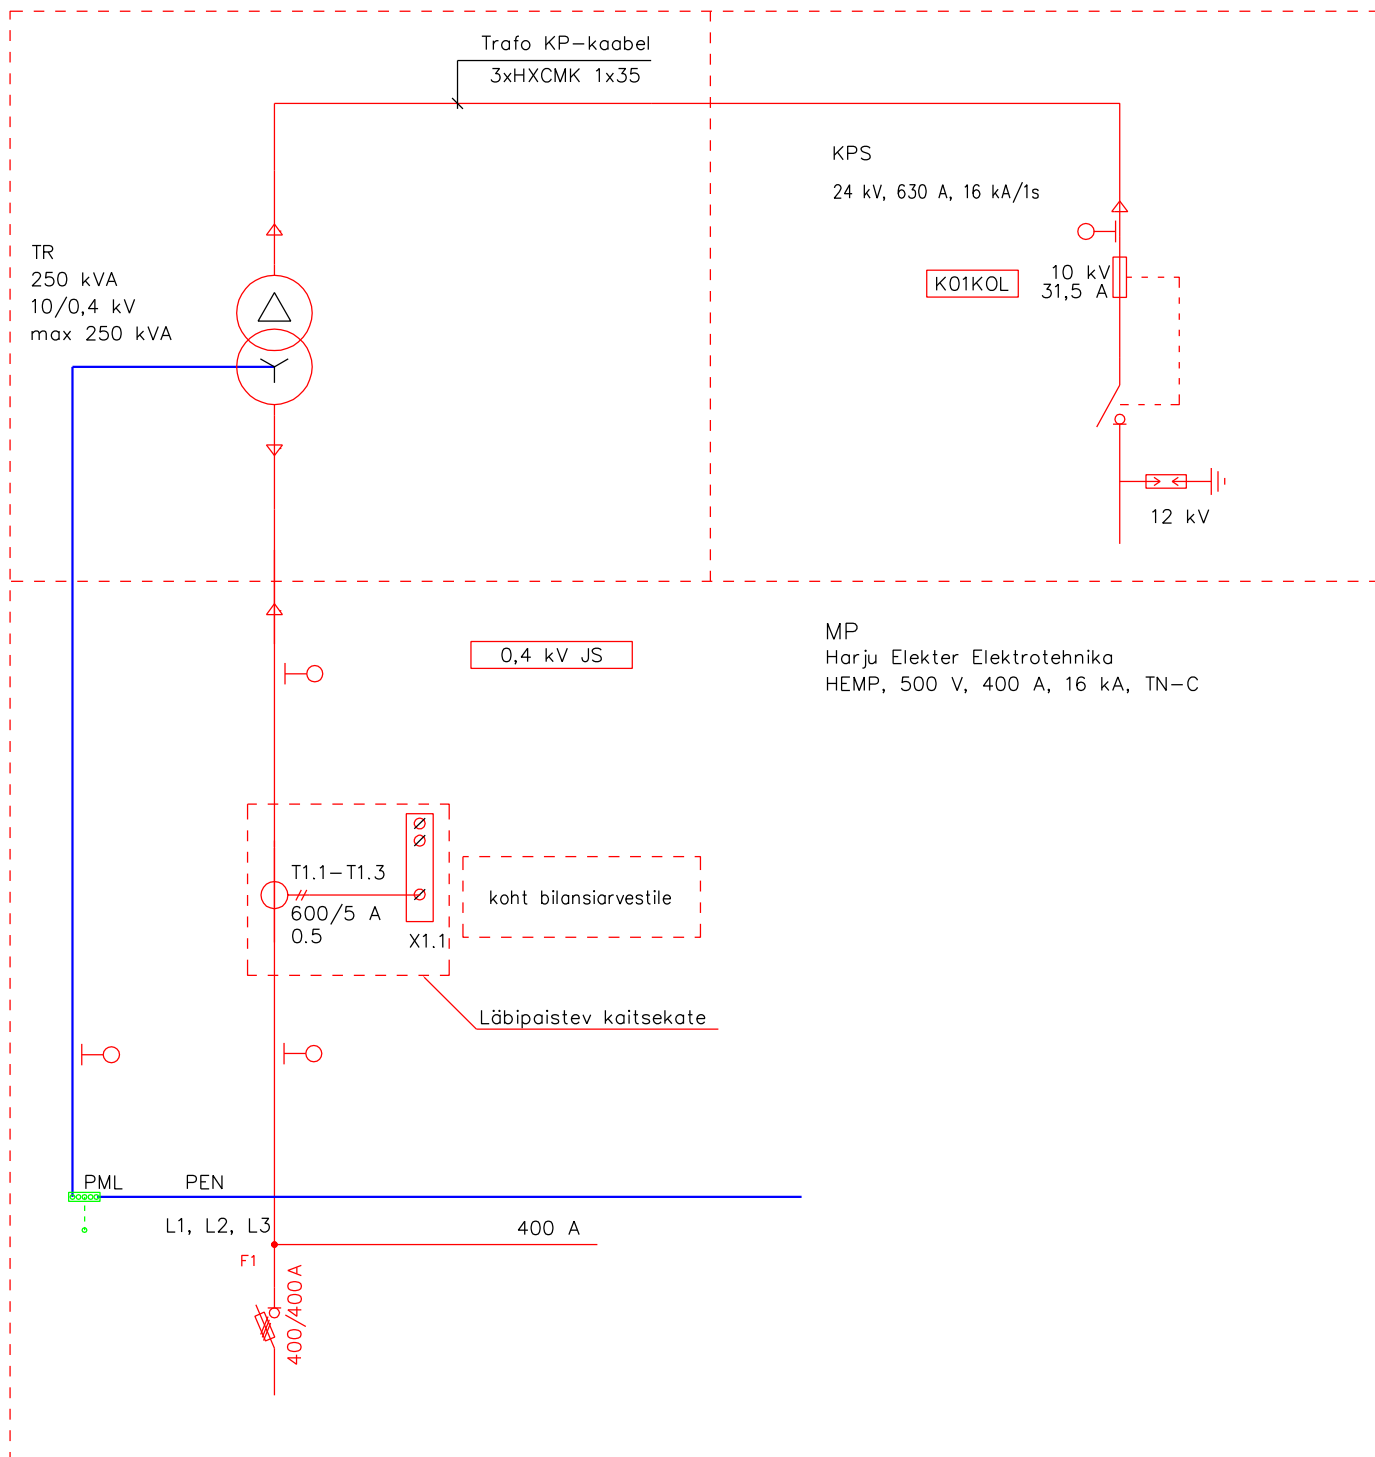 Trafo KP-kaabel
3xHXCMK 1x35
KPS
24 kV, 630 A, 16 kA/1s
TR
250 kVA
10/0,4 kV
max 250 kVA
K01KOL
10 kV
31,5 A
12 kV
0,4 kV JS
MP
Harju Elekter Elektrotehnika
HEMP, 500 V, 400 A, 16 kA, TN-C
T1.1-T1.3
600/5 A
0.5
X1.1
koht bilansiarvestile
Läbipaistev kaitsekate
PML
PEN
L1, L2, L3
400 A
F1
400/400A